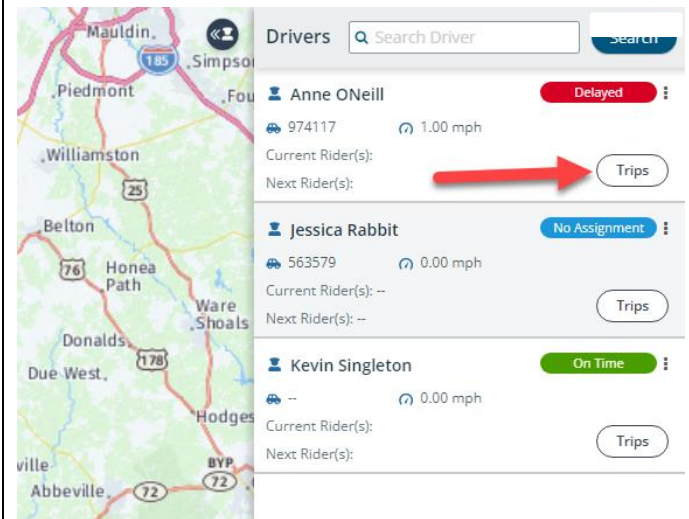 Mauldin
185
Simpso
Piedmont
Fou
Williamston
25
Belton
76
Honea
Path
Ware
Shoals
Donalds
178
Due West
Hodges
ville
BYP
72
Abbeville
72
Drivers
Search Driver
Search
Anne ONeill
Delayed
974117
1.00 mph
Current Rider(s):
Trips
Next Rider(s):
Jessica Rabbit
No Assignment
563579
0.00 mph
Current Rider(s): --
Trips
Next Rider(s): --
Kevin Singleton
On Time
--
0.00 mph
Current Rider(s):
Trips
Next Rider(s):